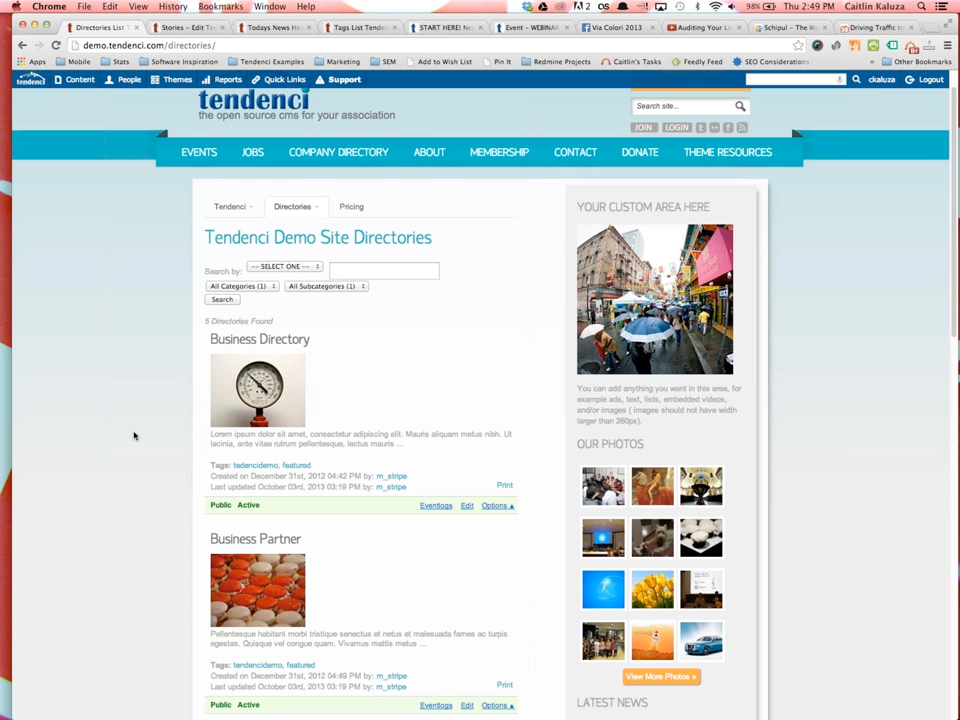 Chrome File Edit View History Bookmarks Window Help 98% Thu 2:49 PM Caitlin Kaluza
Directories List Stories - Edit Ten Todays News He Tags List Tendenc START HERE! Nev Event - WEBINAR Via Colori 2013 Auditing Your Li Schipul - The W Driving Traffic to
demo.tendenci.com/directories/
Apps Mobile Stats Software Inspiration Tendenci Examples Marketing SEM Add to Wish List Pin It Redmine Projects Caitlin's Tasks Feedly Feed SEO Considerations » Other Bookmarks
tendenci Content People Themes Reports Quick Links Support ckaluza Logout
tendenci
the open source cms for your association
Search site...
JOIN LOGIN
EVENTS JOBS COMPANY DIRECTORY ABOUT MEMBERSHIP CONTACT DONATE THEME RESOURCES
Tendenci Directories Pricing
Tendenci Demo Site Directories
Search by: -- SELECT ONE --
All Categories (1) All Subcategories (1)
Search
5 Directories Found
Business Directory
Lorem ipsum dolor sit amet, consectetur adipiscing elit. Mauris aliquam metus nibh. Ut
lacinia, ante vitae rutrum pellentesque, lectus mauris ...
Tags: tedencidemo, featured
Created on December 31st, 2012 04:42 PM by: m_stripe
Last updated October 03rd, 2013 03:19 PM by: m_stripe
Print
Public Active Eventlogs Edit Options ▲
Business Partner
Pellentesque habitant morbi tristique senectus et netus et malesuada fames ac turpis
egestas. Quisque vel congue quam. Vivamus mattis metus ...
Tags: tendencidemo, featured
Created on December 31st, 2012 04:49 PM by: m_stripe
Last updated October 03rd, 2013 03:19 PM by: m_stripe
Print
Public Active Eventlogs Edit Options ▲
YOUR CUSTOM AREA HERE
You can add anything you want in this area, for
example ads, text, lists, embedded videos,
and/or images ( images should not have width
larger than 260px).
OUR PHOTOS
View More Photos »
LATEST NEWS